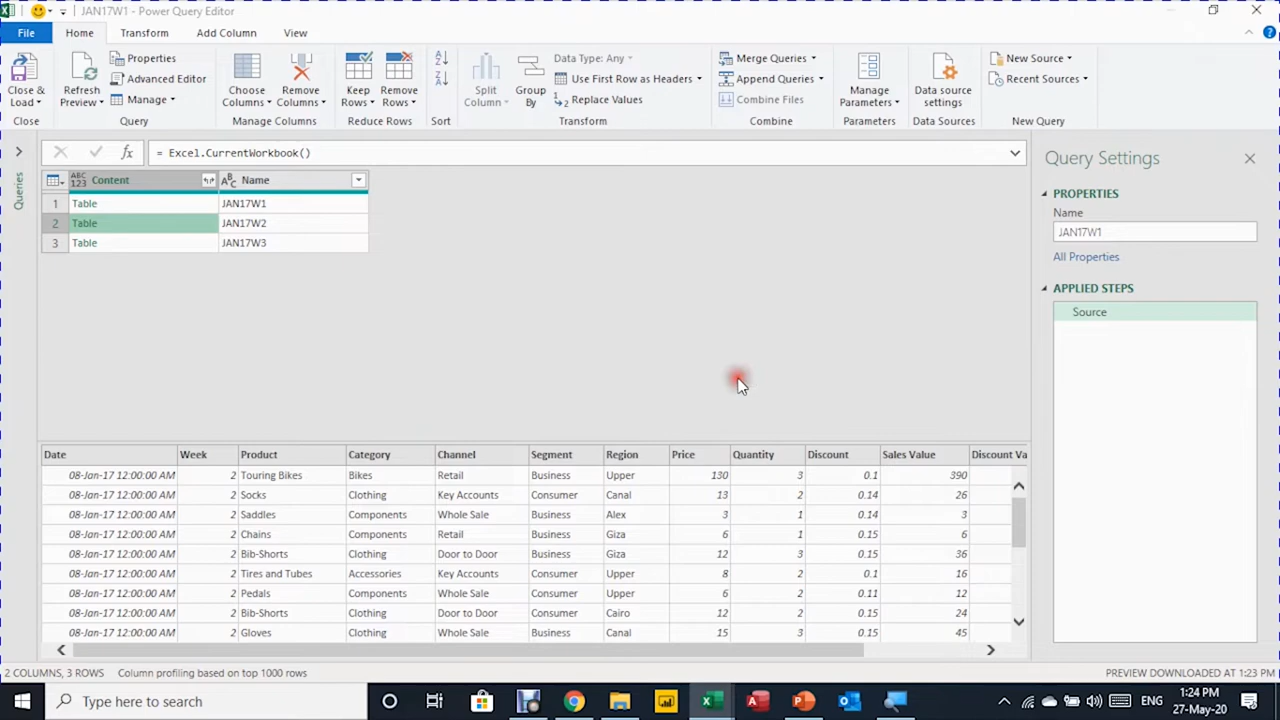 JAN17W1 - Power Query Editor
File Home Transform Add Column View
Close & Load
Close
Refresh Preview
Properties
Advanced Editor
Manage
Query
Choose Columns
Remove Columns
Manage Columns
Keep Rows
Remove Rows
Reduce Rows
Sort
Split Column
Group By
Data Type: Any
Use First Row as Headers
Replace Values
Transform
Merge Queries
Append Queries
Combine Files
Combine
Manage Parameters
Parameters
Data source settings
Data Sources
New Source
Recent Sources
New Query
Queries
= Excel.CurrentWorkbook()
Content Name
1 Table JAN17W1
2 Table JAN17W2
3 Table JAN17W3
Date Week Product Category Channel Segment Region Price Quantity Discount Sales Value Discount Va
08-Jan-17 12:00:00 AM 2 Touring Bikes Bikes Retail Business Upper 130 3 0.1 390
08-Jan-17 12:00:00 AM 2 Socks Clothing Key Accounts Consumer Canal 13 2 0.14 26
08-Jan-17 12:00:00 AM 2 Saddles Components Whole Sale Business Alex 3 1 0.14 3
08-Jan-17 12:00:00 AM 2 Chains Components Retail Business Giza 6 1 0.15 6
08-Jan-17 12:00:00 AM 2 Bib-Shorts Clothing Door to Door Business Giza 12 3 0.15 36
08-Jan-17 12:00:00 AM 2 Tires and Tubes Accessories Key Accounts Consumer Upper 8 2 0.1 16
08-Jan-17 12:00:00 AM 2 Pedals Components Whole Sale Consumer Upper 6 2 0.11 12
08-Jan-17 12:00:00 AM 2 Bib-Shorts Clothing Door to Door Consumer Cairo 12 2 0.15 24
08-Jan-17 12:00:00 AM 2 Gloves Clothing Whole Sale Business Canal 15 3 0.15 45
Query Settings
PROPERTIES
Name
JAN17W1
All Properties
APPLIED STEPS
Source
2 COLUMNS, 3 ROWS Column profiling based on top 1000 rows PREVIEW DOWNLOADED AT 1:23 PM
Type here to search
ENG
1:24 PM
27-May-20